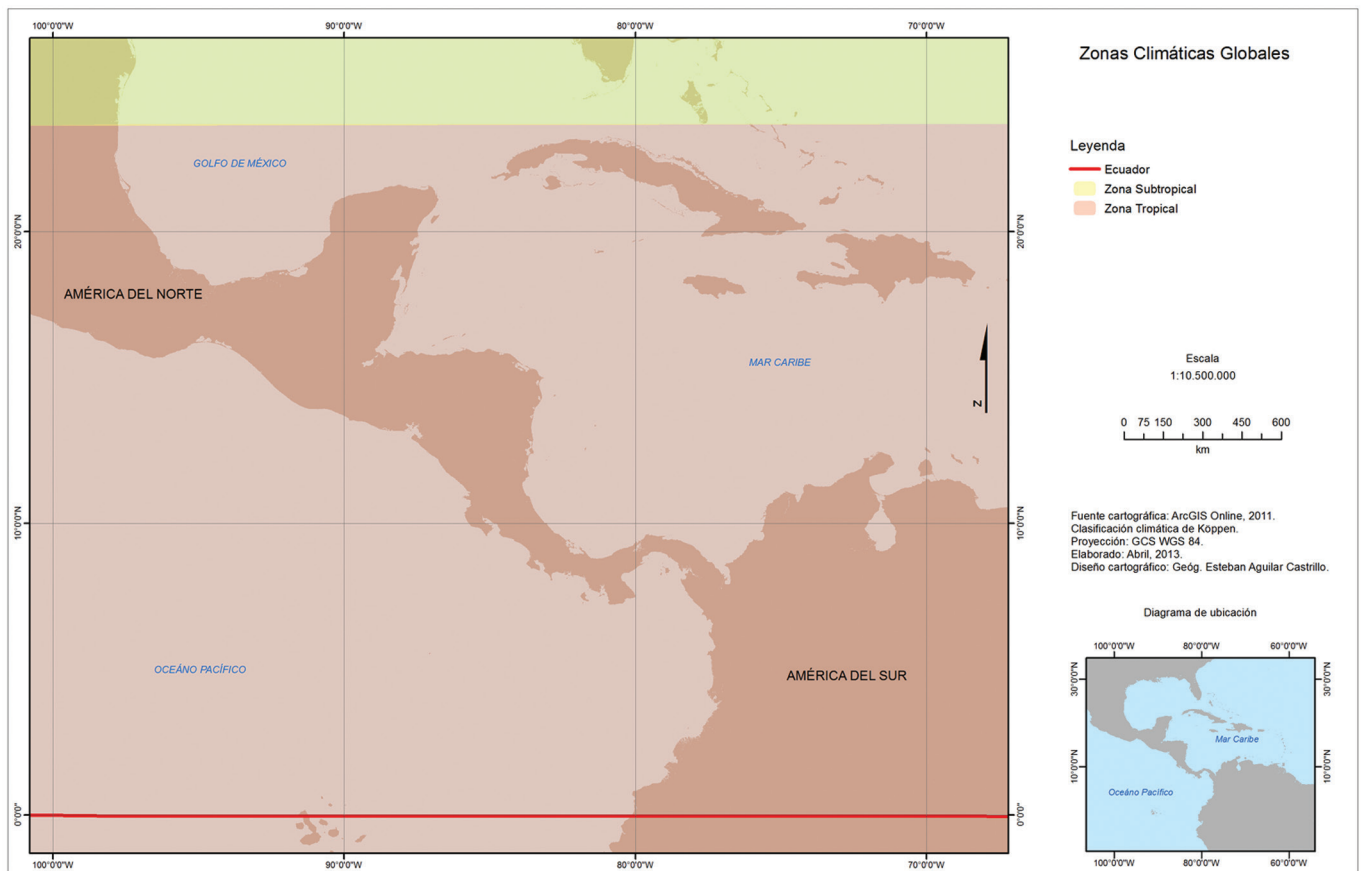 100°0'0"W 90°0'0"W 80°0'0"W 70°0'0"W
Zonas Climáticas Globales
Leyenda
Ecuador
Zona Subtropical
Zona Tropical
GOLFO DE MÉXICO
20°0'0"N 20°0'0"N
AMÉRICA DEL NORTE
MAR CARIBE
N
Escala
1:10.500.000
0 75 150 300 450 600
km
10°0'0"N 10°0'0"N
Fuente cartográfica: ArcGIS Online, 2011.
Clasificación climática de Köppen.
Proyección: GCS WGS 84.
Elaborado: Abril, 2013.
Diseño cartográfico: Geóg. Esteban Aguilar Castrillo.
OCEÁNO PACÍFICO
AMÉRICA DEL SUR
0°0'0" 0°0'0"
100°0'0"W 90°0'0"W 80°0'0"W 70°0'0"W
Diagrama de ubicación
100°0'0"W 80°0'0"W 60°0'0"W
30°0'0"N 30°0'0"N
Mar Caribe
10°0'0"N 10°0'0"N
Oceáno Pacífico
100°0'0"W 80°0'0"W 60°0'0"W